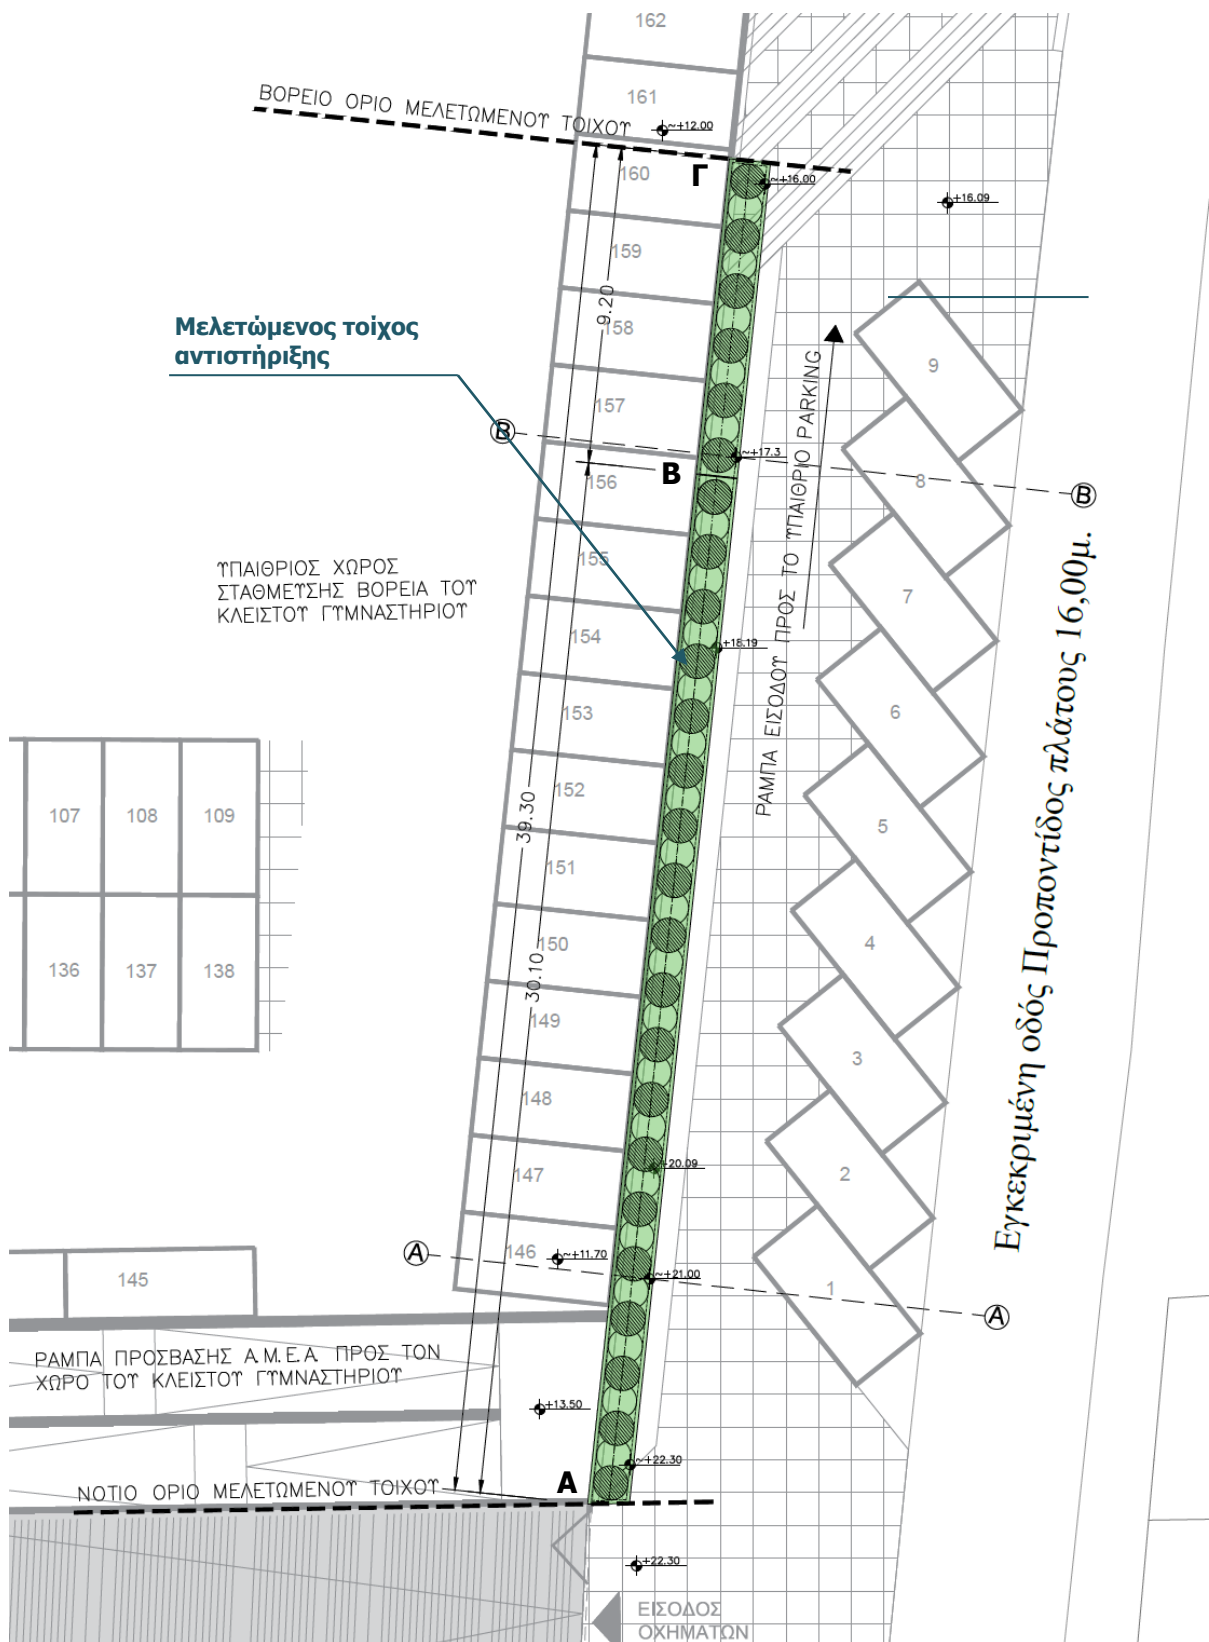 162
161
ΒΟΡΕΙΟ ΟΡΙΟ ΜΕΛΕΤΩΜΕΝΟΥ ΤΟΙΧΟΥ
~+12.00
160
Γ
~+16.00
+16.09
159
9.20
158
Μελετώμενος τοίχος
αντιστήριξης
9
157
B
~+17.3
Β
156
8
B
ΡΑΜΠΑ ΕΙΣΟΔΟΥ ΠΡΟΣ ΤΟ ΥΠΑΙΘΡΙΟ PARKING
ΥΠΑΙΘΡΙΟΣ ΧΩΡΟΣ
ΣΤΑΘΜΕΥΣΗΣ ΒΟΡΕΙΑ ΤΟΥ
ΚΛΕΙΣΤΟΥ ΓΥΜΝΑΣΤΗΡΙΟΥ
155
7
154
+18.19
153
6
Εγκεκριμένη οδός Προποντίδος πλάτους 16,00μ.
152
39.30
107
108
109
5
151
150
4
30.10
136
137
138
149
3
148
147
20.09
2
A
146
~+11.70
~+21.00
145
1
A
ΡΑΜΠΑ ΠΡΟΣΒΑΣΗΣ Α.Μ.Ε.Α. ΠΡΟΣ ΤΟΝ
ΧΩΡΟ ΤΟΥ ΚΛΕΙΣΤΟΥ ΓΥΜΝΑΣΤΗΡΙΟΥ
+13.50
~+22.30
ΝΟΤΙΟ ΟΡΙΟ ΜΕΛΕΤΩΜΕΝΟΥ ΤΟΙΧΟΥ
Α
+22.30
ΕΙΣΟΔΟΣ
ΟΧΗΜΑΤΩΝ